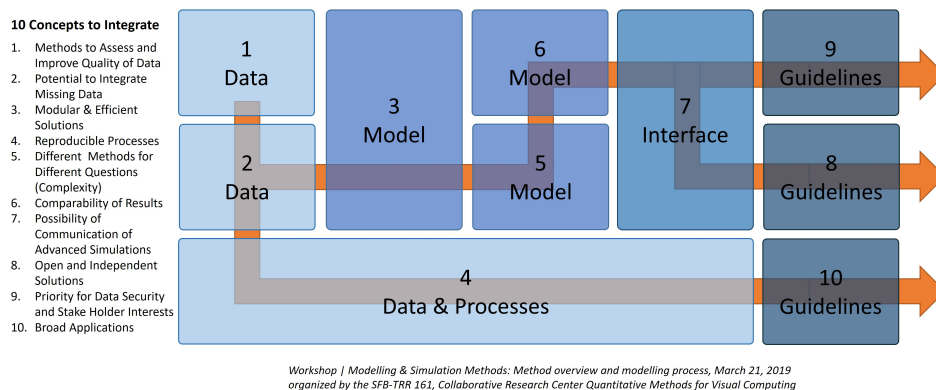 10 Concepts to Integrate
1. Methods to Assess and
Improve Quality of Data
2. Potential to Integrate
Missing Data
3. Modular & Efficient
Solutions
4. Reproducible Processes
5. Different Methods for
Different Questions
(Complexity)
6. Comparability of Results
7. Possibility of
Communication of
Advanced Simulations
8. Open and Independent
Solutions
9. Priority for Data Security
and Stake Holder Interests
10. Broad Applications
1
Data
2
Data
3
Model
6
Model
5
Model
7
Interface
9
Guidelines
8
Guidelines
4
Data & Processes
10
Guidelines
Workshop | Modelling & Simulation Methods: Method overview and modelling process, March 21, 2019
organized by the SFB-TRR 161, Collaborative Research Center Quantitative Methods for Visual Computing